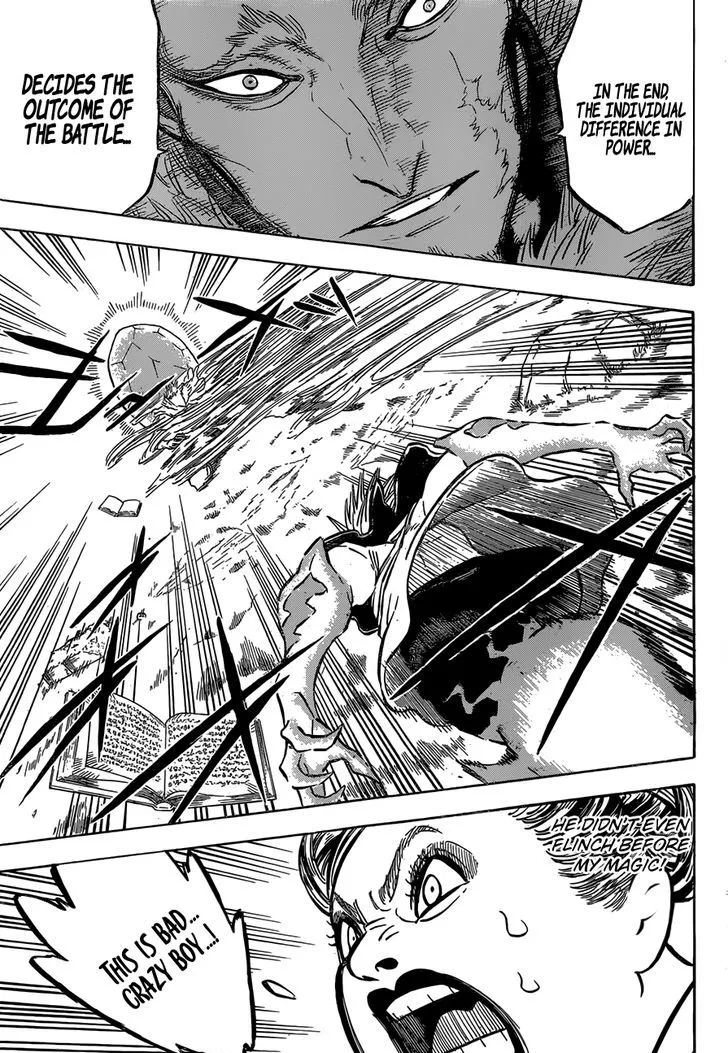 IN THE END,
THE INDIVIDUAL
DIFFERENCE IN
POWER..
DECIDES THE
OUTCOME OF
THE BATTLE...
HE DIDN'T EVEN
FLINCH BEFORE
MY MAGIC!
THIS IS BAD...
CRAZY BOY...!